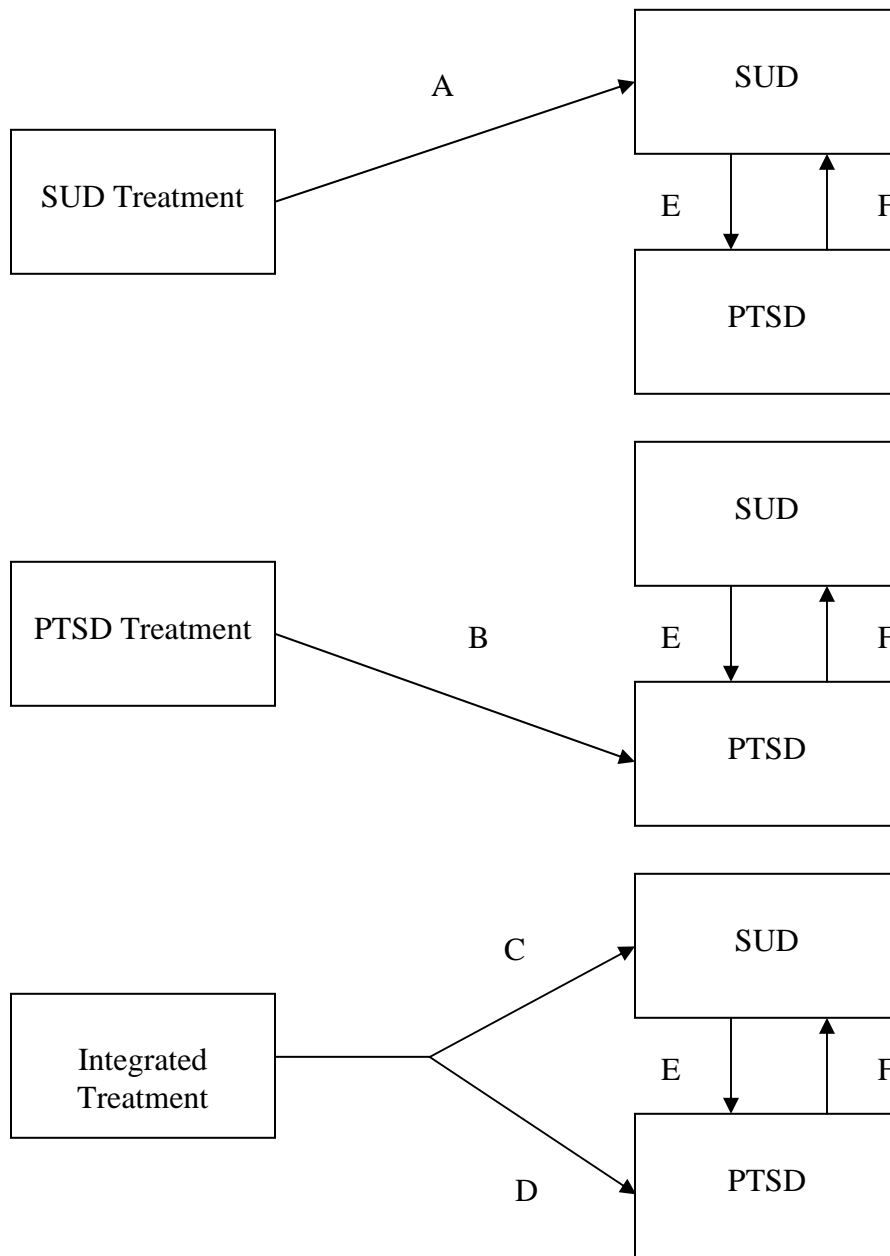 SUD
A
SUD Treatment
E
F
PTSD
SUD
PTSD Treatment
B
E
F
PTSD
SUD
C
Integrated
Treatment
E
F
D
PTSD